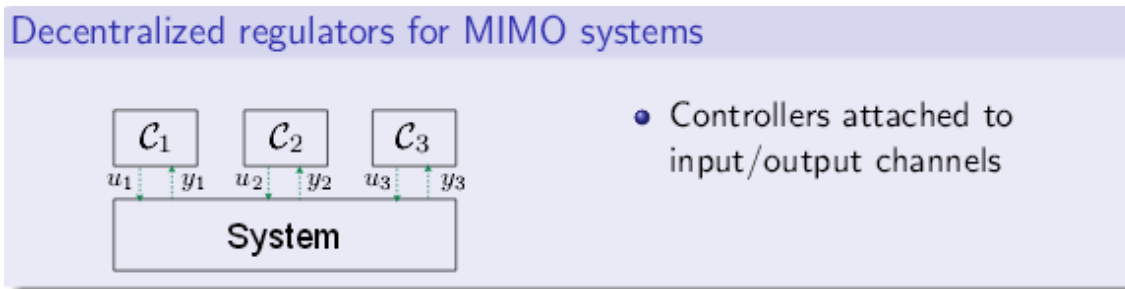 Decentralized regulators for MIMO systems
𝒞₁ 𝒞₂ 𝒞₃
u₁ y₁ u₂ y₂ u₃ y₃
System
Controllers attached to
input/output channels